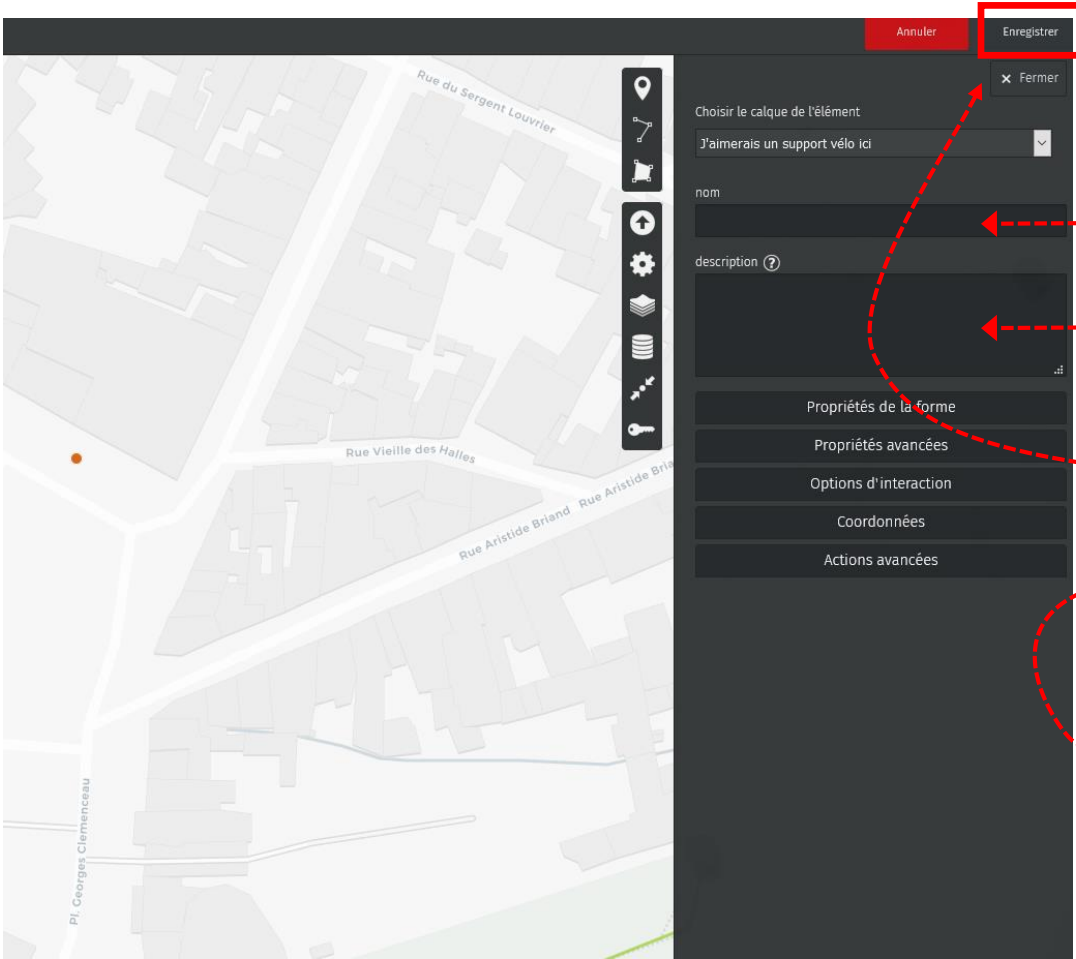 Annuler
Enregistrer
× Fermer
Choisir le calque de l'élément
J'aimerais un support vélo ici
nom
description ?
Propriétés de la forme
Propriétés avancées
Options d'interaction
Coordonnées
Actions avancées
Rue du Sergent Louvrier
Rue Vieille des Halles
Rue Aristide Briand
Rue Aristide Bria
Pl. Georges Clemenceau